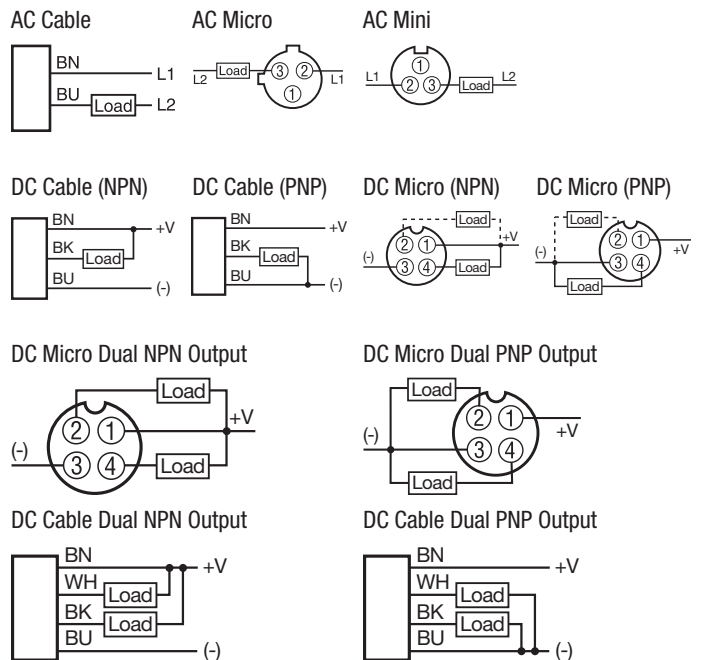 AC Cable
BN
L1
BU
Load
L2
AC Micro
L2
Load
3
2
L1
1
AC Mini
1
L1
2
3
Load
L2
DC Cable (NPN)
BN
+V
BK
Load
BU
(-)
DC Cable (PNP)
BN
+V
BK
Load
BU
(-)
DC Micro (NPN)
Load
2
1
+V
(-)
3
4
Load
DC Micro (PNP)
Load
2
1
+V
(-)
3
4
Load
DC Micro Dual NPN Output
Load
2
1
+V
(-)
3
4
Load
DC Micro Dual PNP Output
Load
2
1
+V
(-)
3
4
Load
DC Cable Dual NPN Output
BN
+V
WH
Load
BK
Load
BU
(-)
DC Cable Dual PNP Output
BN
+V
WH
Load
BK
Load
BU
(-)